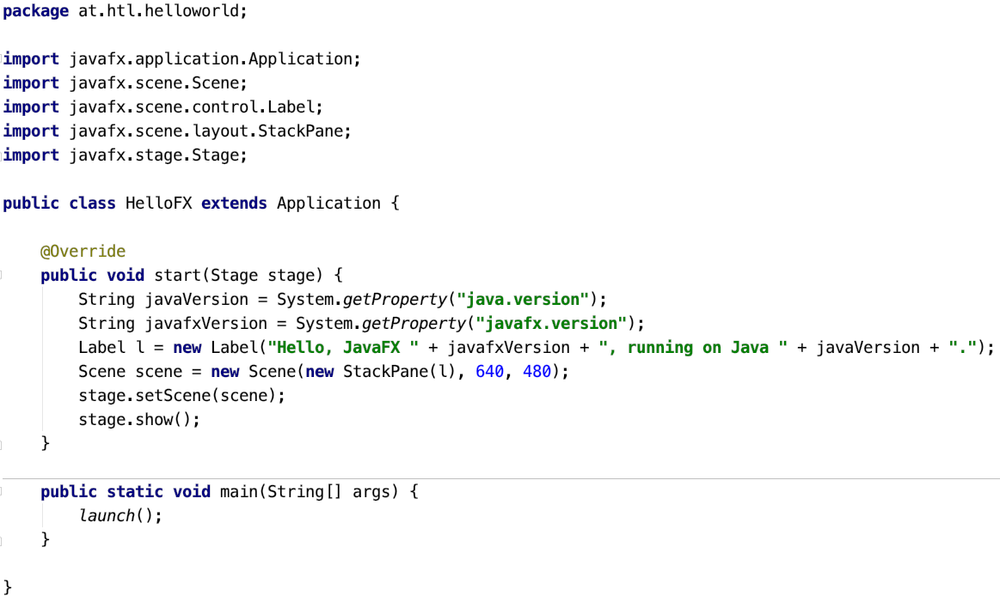 package at.htl.helloworld;

import javafx.application.Application;
import javafx.scene.Scene;
import javafx.scene.control.Label;
import javafx.scene.layout.StackPane;
import javafx.stage.Stage;

public class HelloFX extends Application {

    @Override
    public void start(Stage stage) {
        String javaVersion = System.getProperty("java.version");
        String javafxVersion = System.getProperty("javafx.version");
        Label l = new Label("Hello, JavaFX " + javafxVersion + ", running on Java " + javaVersion + ".");
        Scene scene = new Scene(new StackPane(l), 640, 480);
        stage.setScene(scene);
        stage.show();
    }

    public static void main(String[] args) {
        launch();
    }

}